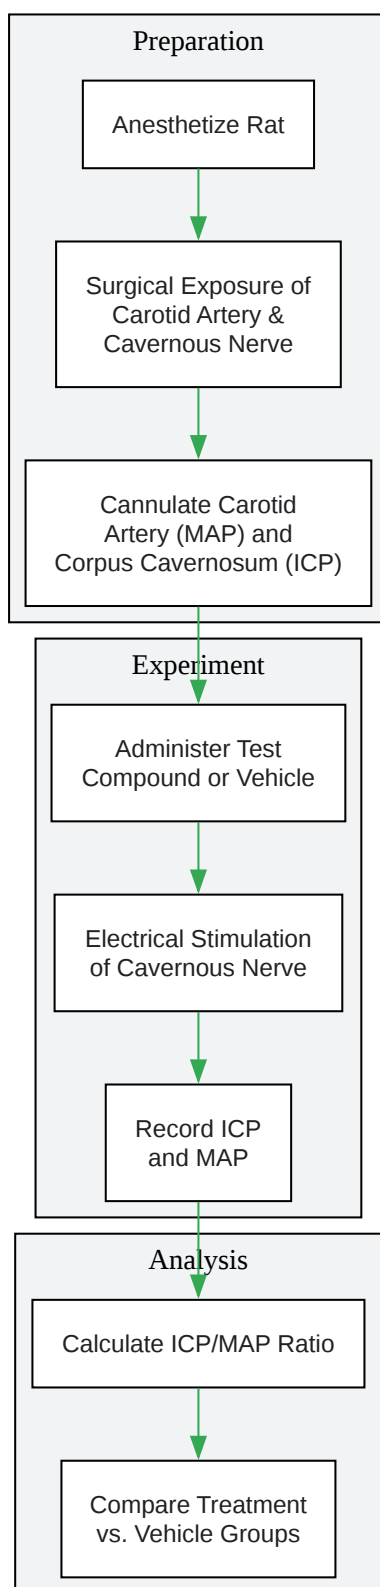 Preparation
Anesthetize Rat
Surgical Exposure of
Carotid Artery &
Cavernous Nerve
Cannulate Carotid
Artery (MAP) and
Corpus Cavernosum (ICP)
Experiment
Administer Test
Compound or Vehicle
Electrical Stimulation
of Cavernous Nerve
Record ICP
and MAP
Analysis
Calculate ICP/MAP Ratio
Compare Treatment
vs. Vehicle Groups